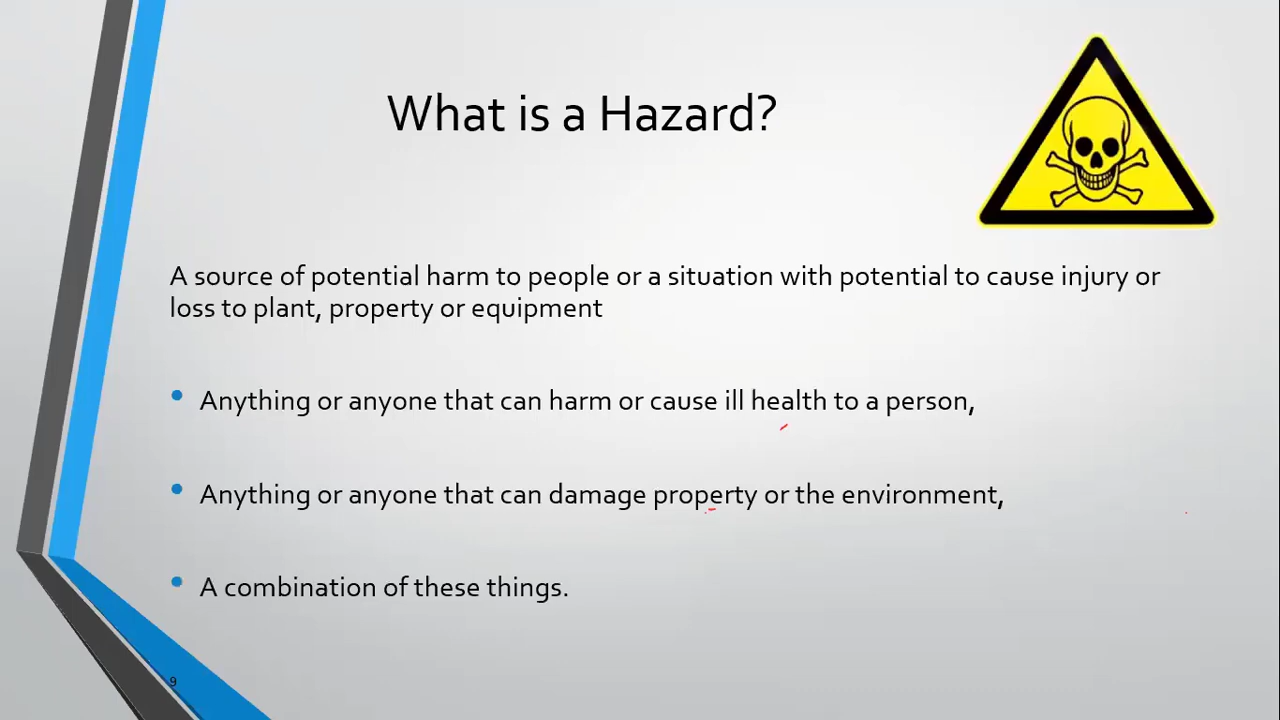 What is a Hazard?
A source of potential harm to people or a situation with potential to cause injury or
loss to plant, property or equipment
• Anything or anyone that can harm or cause ill health to a person,
• Anything or anyone that can damage property or the environment,
• A combination of these things.
9